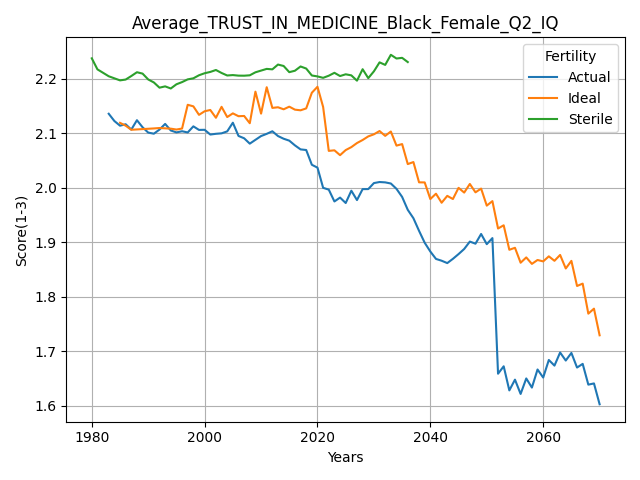 Average_TRUST_IN_MEDICINE_Black_Female_Q2_IQ
Score(1-3)
2.2
2.1
2.0
1.9
1.8
1.7
1.6
Fertility
Actual
Ideal
Sterile
1980
2000
2020
2040
2060
Years